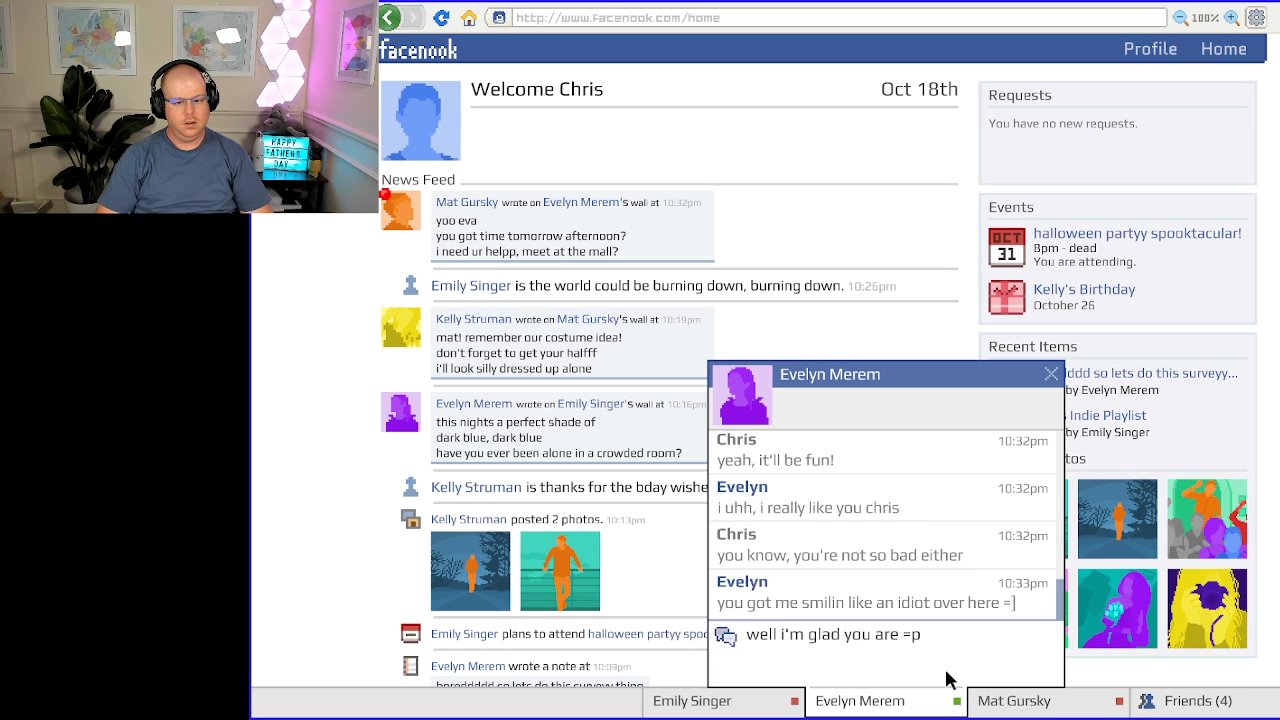 http://www.Facenook.com/home
100%
facenook
Profile Home
Welcome Chris
Oct 18th
News Feed
Mat Gursky wrote on Evelyn Merem's wall at 10:32pm
yoo eva
you got time tomorrow afternoon?
i need ur helpp, meet at the mall?
Emily Singer is the world could be burning down, burning down. 10:26pm
Kelly Struman wrote on Mat Gursky's wall at 10:19pm
mat! remember our costume idea!
don't forget to get your halfff
i'll look silly dressed up alone
Evelyn Merem wrote on Emily Singer's wall at 10:16pm
this nights a perfect shade of
dark blue, dark blue
have you ever been alone in a crowded room?
Kelly Struman is thanks for the bday wishe
Kelly Struman posted 2 photos. 10:13pm
Emily Singer plans to attend halloween partyy spoo
Evelyn Merem wrote a note at 10:09pm
boreddddd so lets do this surveyy thing
Requests
You have no new requests.
Events
OCT
31
halloween partyy spooktacular!
8pm - dead
You are attending.
Kelly's Birthday
October 26
Recent Items
dddd so lets do this surveyy...
by Evelyn Merem
Indie Playlist
by Emily Singer
tos
Evelyn Merem
Chris 10:32pm
yeah, it'll be fun!
Evelyn 10:32pm
i uhh, i really like you chris
Chris 10:32pm
you know, you're not so bad either
Evelyn 10:33pm
you got me smilin like an idiot over here =]
well i'm glad you are =p
Emily Singer
Evelyn Merem
Mat Gursky
Friends (4)
HAPPY
FATHERS
DAY